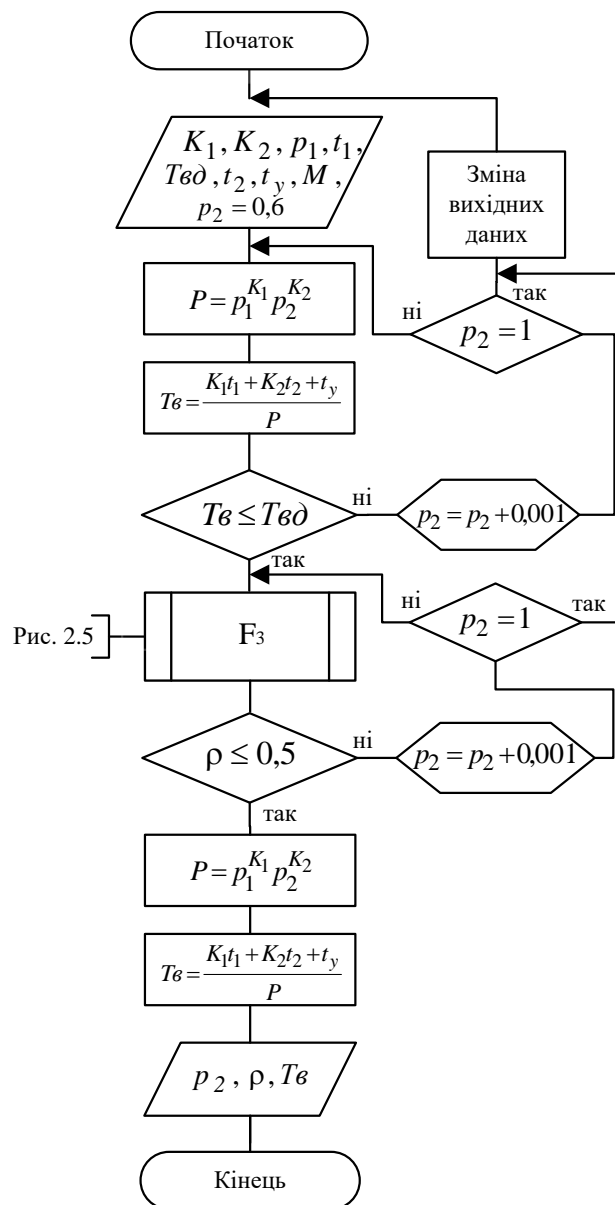 Початок
K₁, K₂, p₁, t₁,
Tвд, t₂, t_y, M,
p₂ = 0,6
Зміна
вихідних
даних
P = p₁^{K₁} p₂^{K₂}
ні
так
p₂ = 1
Tв = (K₁t₁ + K₂t₂ + t_y) / P
Tв ≤ Tвд
ні
p₂ = p₂ + 0,001
так
Рис. 2.5
F₃
ні
p₂ = 1
так
ρ ≤ 0,5
ні
p₂ = p₂ + 0,001
так
P = p₁^{K₁} p₂^{K₂}
Tв = (K₁t₁ + K₂t₂ + t_y) / P
p₂, ρ, Tв
Кінець